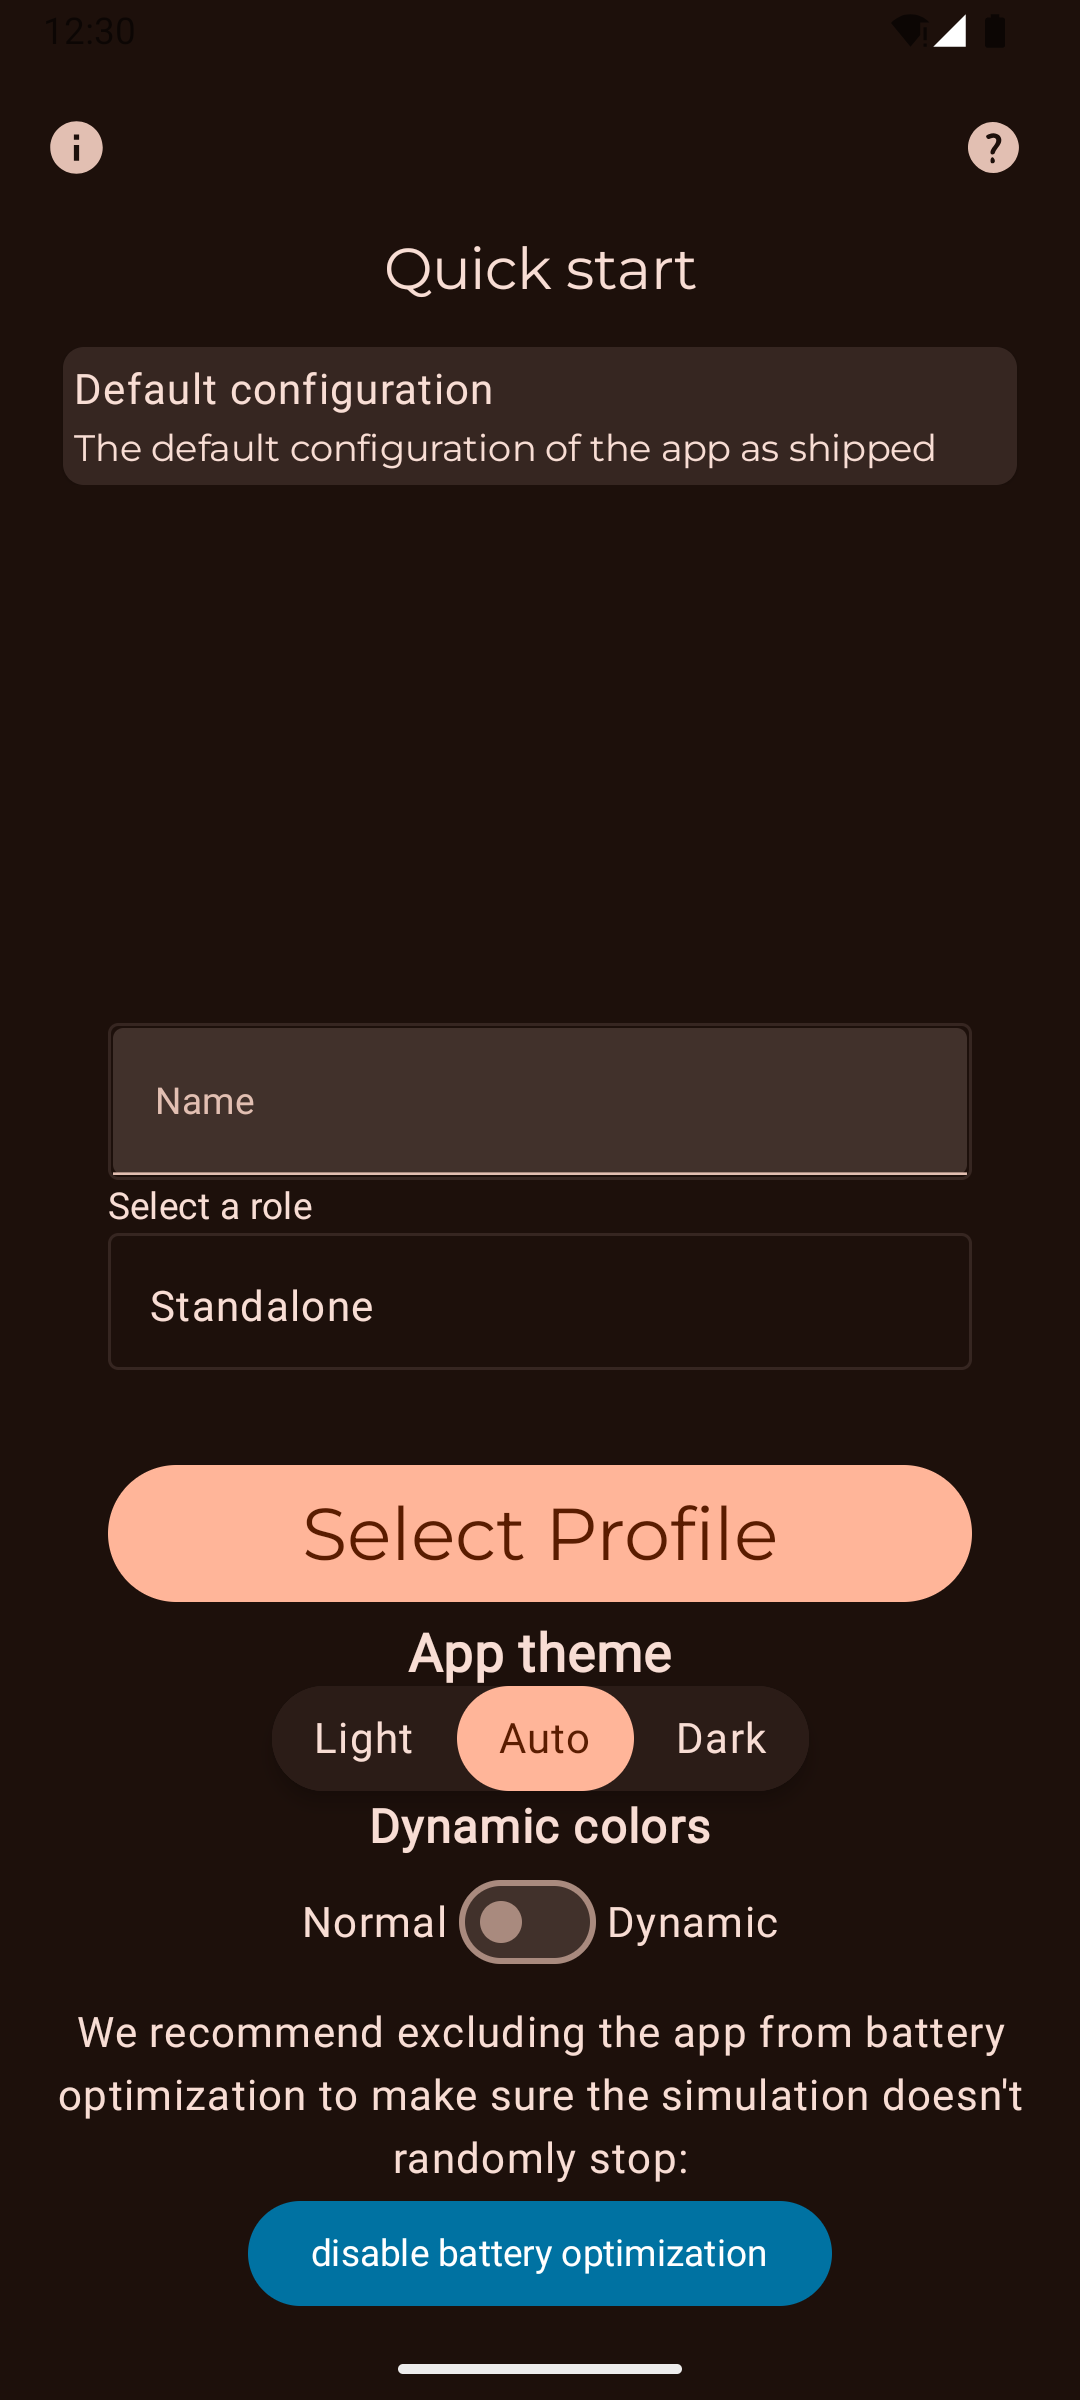 12:30
Quick start
Default configuration
The default configuration of the app as shipped
Name
Select a role
Standalone
Select Profile
App theme
Light Auto Dark
Dynamic colors
Normal Dynamic
We recommend excluding the app from battery
optimization to make sure the simulation doesn't
randomly stop:
disable battery optimization